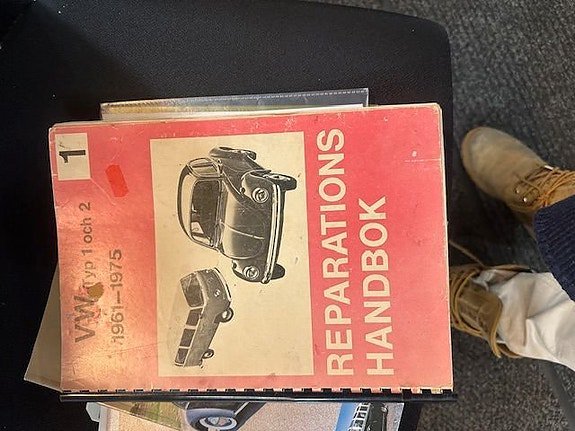 1
VW Typ 1 och 2
1961–1975
REPARATIONS
HANDBOK